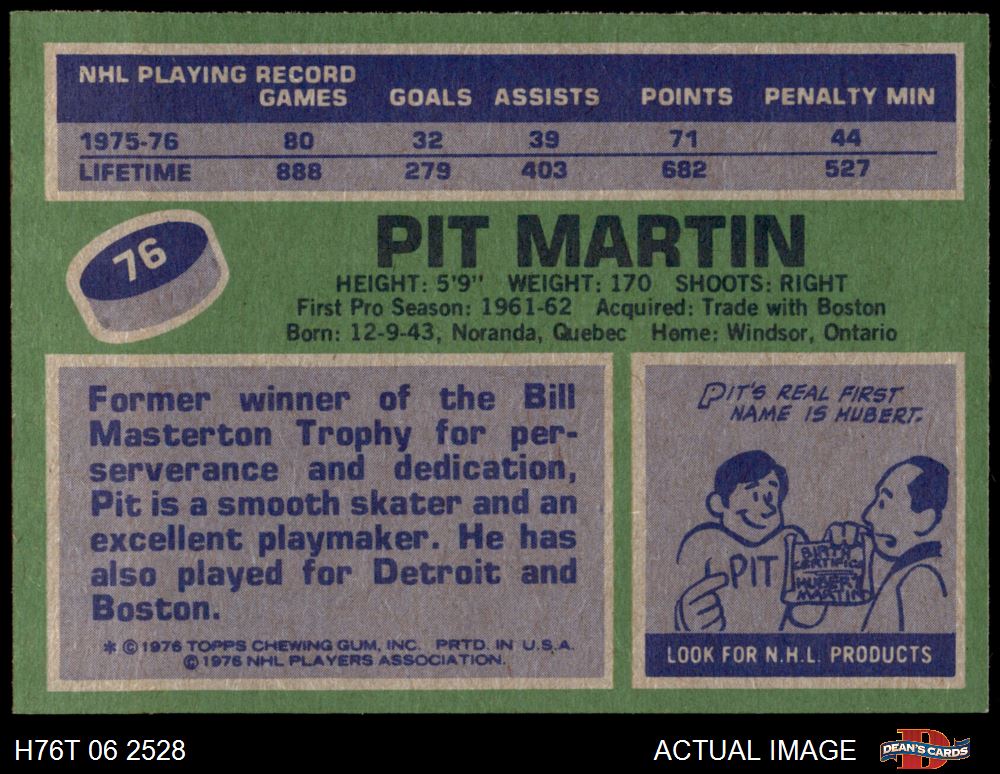 NHL PLAYING RECORD
GAMES GOALS ASSISTS POINTS PENALTY MIN
1975-76 80 32 39 71 44
LIFETIME 888 279 403 682 527
76
PIT MARTIN
HEIGHT: 5'9" WEIGHT: 170 SHOOTS: RIGHT
First Pro Season: 1961-62 Acquired: Trade with Boston
Born: 12-9-43, Noranda, Quebec Home: Windsor, Ontario
Former winner of the Bill
Masterton Trophy for per-
serverance and dedication,
Pit is a smooth skater and an
excellent playmaker. He has
also played for Detroit and
Boston.
* © 1976 TOPPS CHEWING GUM, INC. PRTD. IN U.S.A.
© 1976 NHL PLAYERS ASSOCIATION.
PIT'S REAL FIRST
NAME IS HUBERT.
PIT
BIRTH
CERTIFIC
HUBERT
MARTIN
LOOK FOR N.H.L. PRODUCTS
H76T 06 2528
ACTUAL IMAGE
DEAN'S CARDS